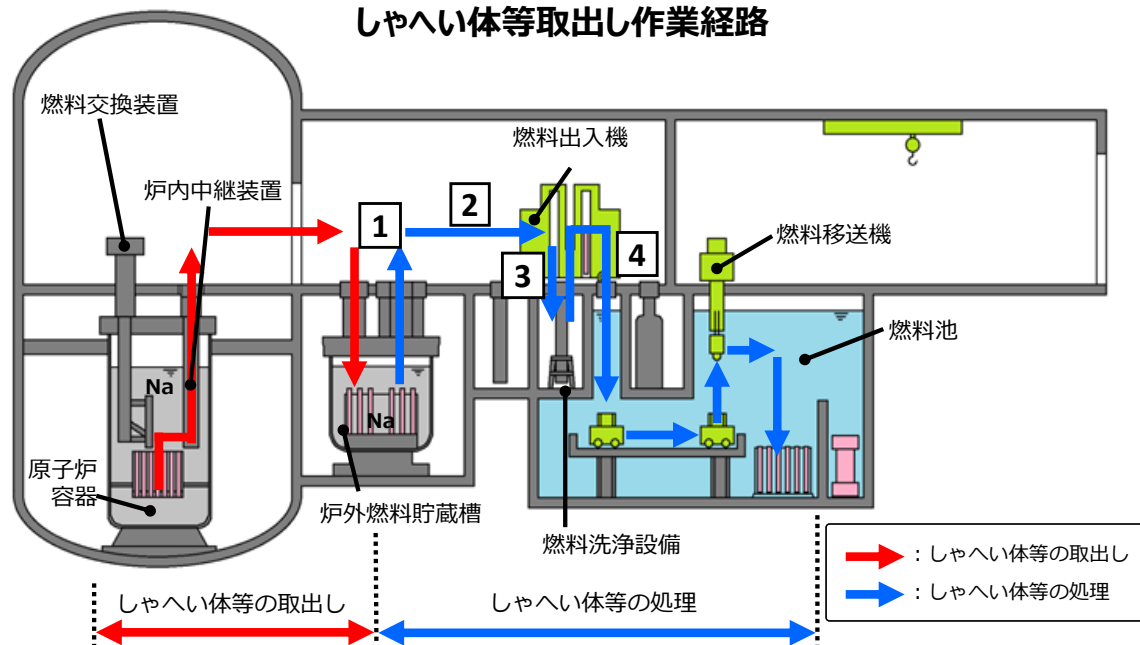 しゃへい体等取出し作業経路
燃料交換装置
炉内中継装置
燃料出入機
1
2
3
4
燃料移送機
燃料池
Na
Na
原子炉
容器
炉外燃料貯蔵槽
燃料洗浄設備
しゃへい体等の取出し
しゃへい体等の処理
：しゃへい体等の取出し
：しゃへい体等の処理